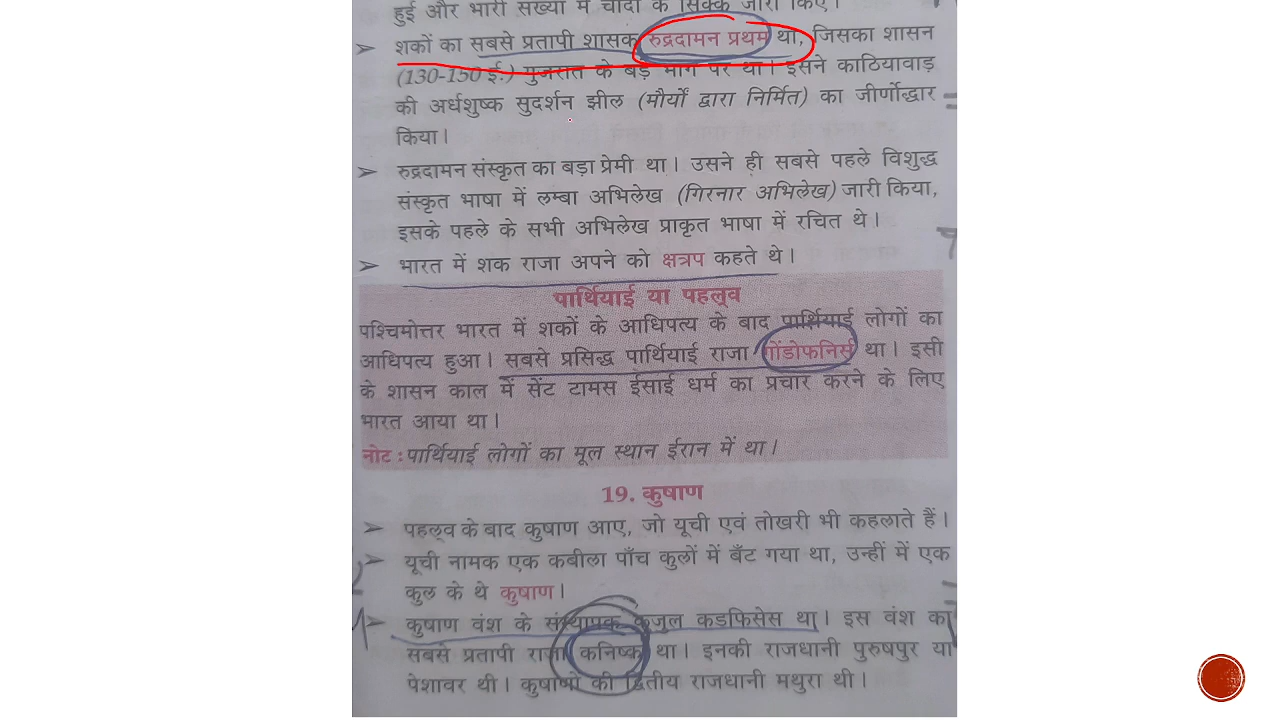 हुई और भारी संख्या में चाँदी के सिक्के जारी किए।
➢ शकों का सबसे प्रतापी शासक रुद्रदामन प्रथम था, जिसका शासन
(130-150 ई.) गुजरात के बड़े भाग पर था। इसने काठियावाड़
की अर्धशुष्क सुदर्शन झील (मौर्यों द्वारा निर्मित) का जीर्णोद्धार
किया।
➢ रुद्रदामन संस्कृत का बड़ा प्रेमी था। उसने ही सबसे पहले विशुद्ध
संस्कृत भाषा में लम्बा अभिलेख (गिरनार अभिलेख) जारी किया,
इसके पहले के सभी अभिलेख प्राकृत भाषा में रचित थे।
➢ भारत में शक राजा अपने को क्षत्रप कहते थे।
पार्थियाई या पहलूव
पश्चिमोत्तर भारत में शकों के आधिपत्य के बाद पार्थियाई लोगों का
आधिपत्य हुआ। सबसे प्रसिद्ध पार्थियाई राजा गोंडोफनिर्स था। इसी
के शासन काल में सेंट टामस ईसाई धर्म का प्रचार करने के लिए
भारत आया था।
नोट : पार्थियाई लोगों का मूल स्थान ईरान में था।
19. कुषाण
➢ पहलूव के बाद कुषाण आए, जो यूची एवं तोखरी भी कहलाते हैं।
➢ यूची नामक एक कबीला पाँच कुलों में बँट गया था, उन्हीं में एक
कुल के थे कुषाण।
➢ कुषाण वंश के संस्थापक कुजुल कडफिसेस था। इस वंश का
सबसे प्रतापी राजा कनिष्क था। इनकी राजधानी पुरुषपुर या
पेशावर थी। कुषाणों की द्वितीय राजधानी मथुरा थी।